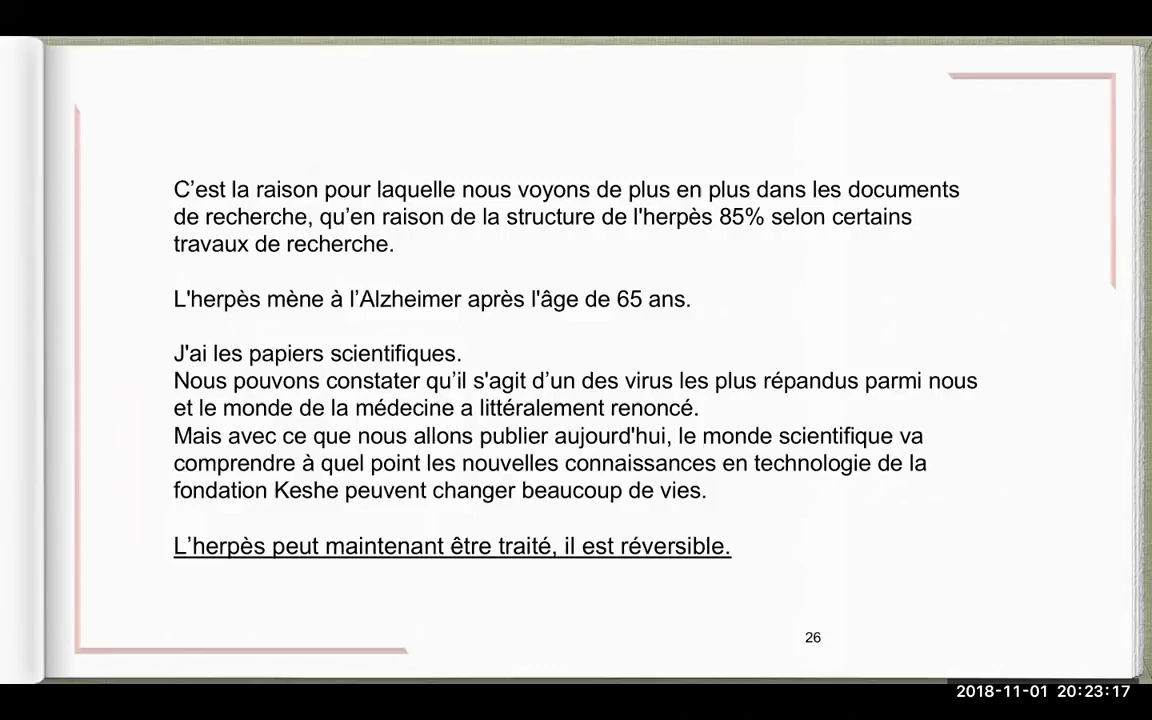 C’est la raison pour laquelle nous voyons de plus en plus dans les documents
de recherche, qu’en raison de la structure de l'herpès 85% selon certains
travaux de recherche.
L'herpès mène à l’Alzheimer après l'âge de 65 ans.
J'ai les papiers scientifiques.
Nous pouvons constater qu’il s'agit d’un des virus les plus répandus parmi nous
et le monde de la médecine a littéralement renoncé.
Mais avec ce que nous allons publier aujourd'hui, le monde scientifique va
comprendre à quel point les nouvelles connaissances en technologie de la
fondation Keshe peuvent changer beaucoup de vies.
L’herpès peut maintenant être traité, il est réversible.
26
2018-11-01 20:23:17